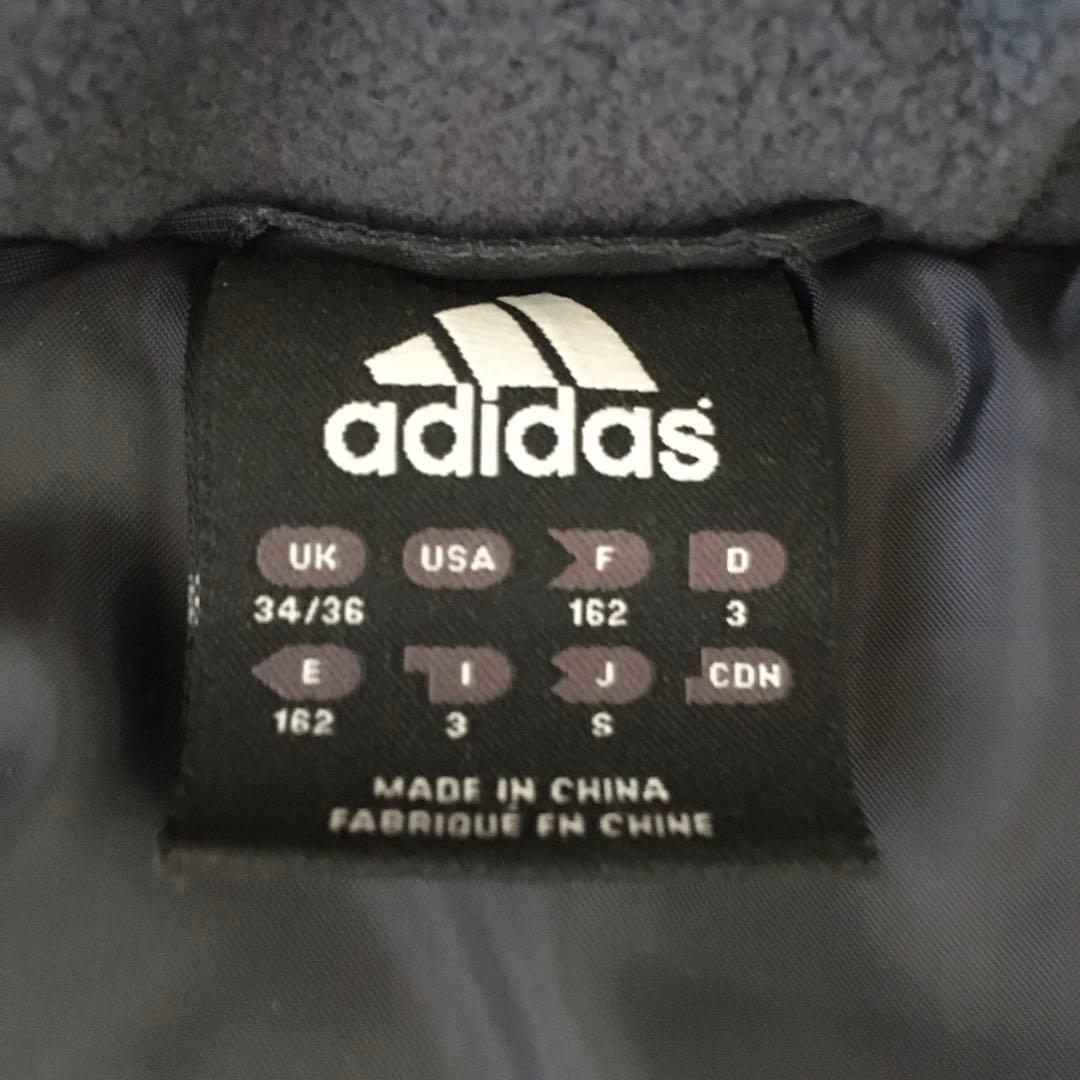 adidas
UK USA F D
34/36 162 3
E I J CDN
162 3 S
MADE IN CHINA
FABRIQUÉ EN CHINE